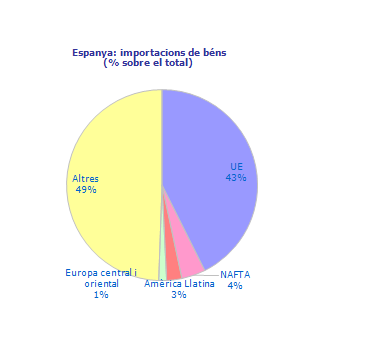 Espanya: importacions de béns
(% sobre el total)
UE
43%
Altres
49%
Europa central i
oriental
1%
Amèrica Llatina
3%
NAFTA
4%